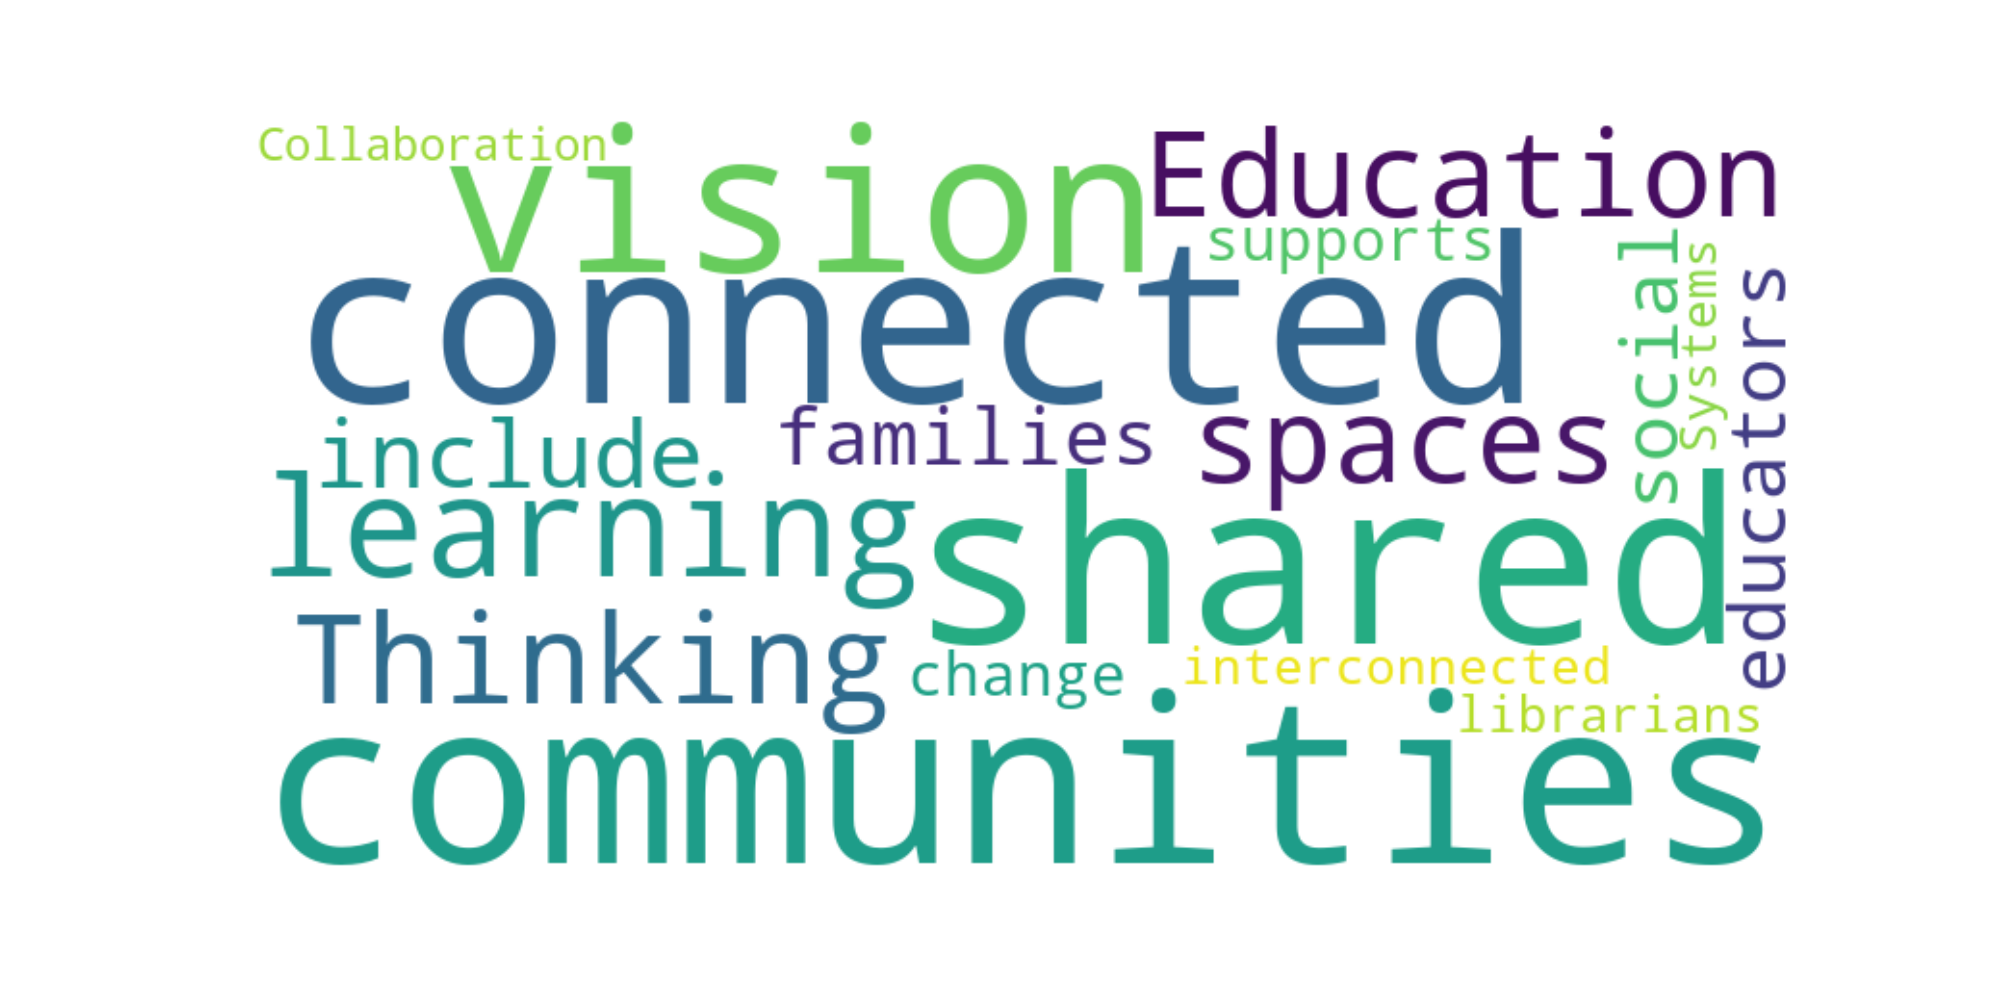 Collaboration
vision
Education
supports
connected
social
Systems
educators
include
families
spaces
learning
shared
Thinking
change
interconnected
librarians
communities